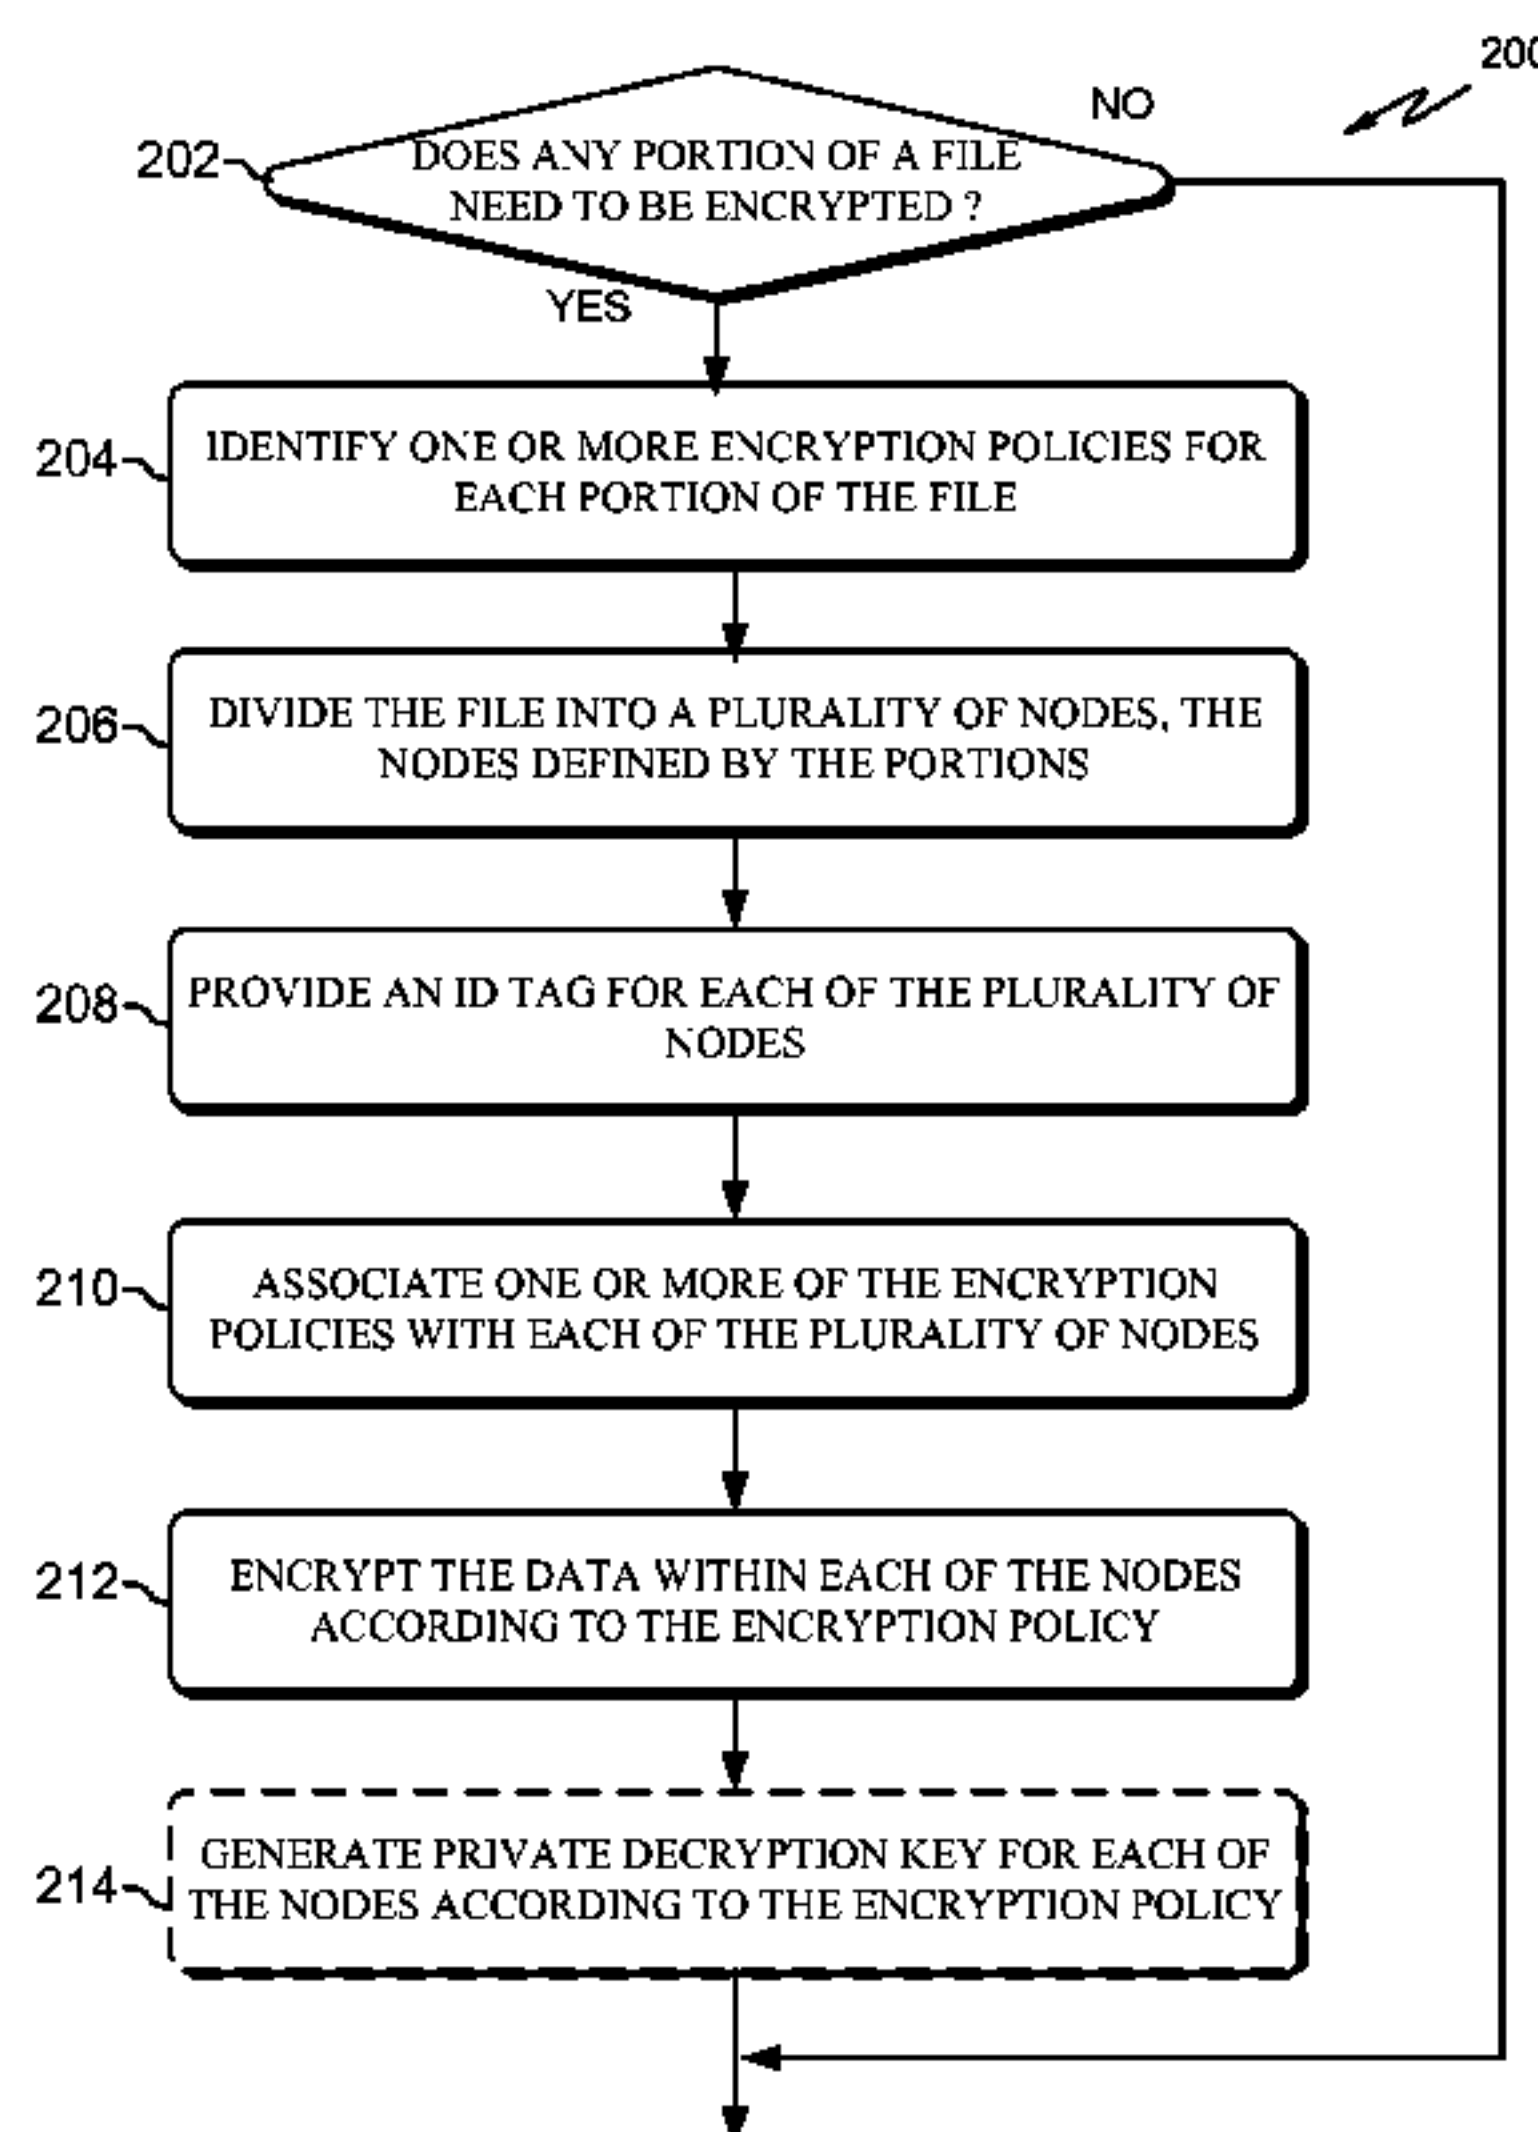 200
NO
202
DOES ANY PORTION OF A FILE
NEED TO BE ENCRYPTED ?
YES
204
IDENTIFY ONE OR MORE ENCRYPTION POLICIES FOR
EACH PORTION OF THE FILE
206
DIVIDE THE FILE INTO A PLURALITY OF NODES, THE
NODES DEFINED BY THE PORTIONS
208
PROVIDE AN ID TAG FOR EACH OF THE PLURALITY OF
NODES
210
ASSOCIATE ONE OR MORE OF THE ENCRYPTION
POLICIES WITH EACH OF THE PLURALITY OF NODES
212
ENCRYPT THE DATA WITHIN EACH OF THE NODES
ACCORDING TO THE ENCRYPTION POLICY
214
GENERATE PRIVATE DECRYPTION KEY FOR EACH OF
THE NODES ACCORDING TO THE ENCRYPTION POLICY